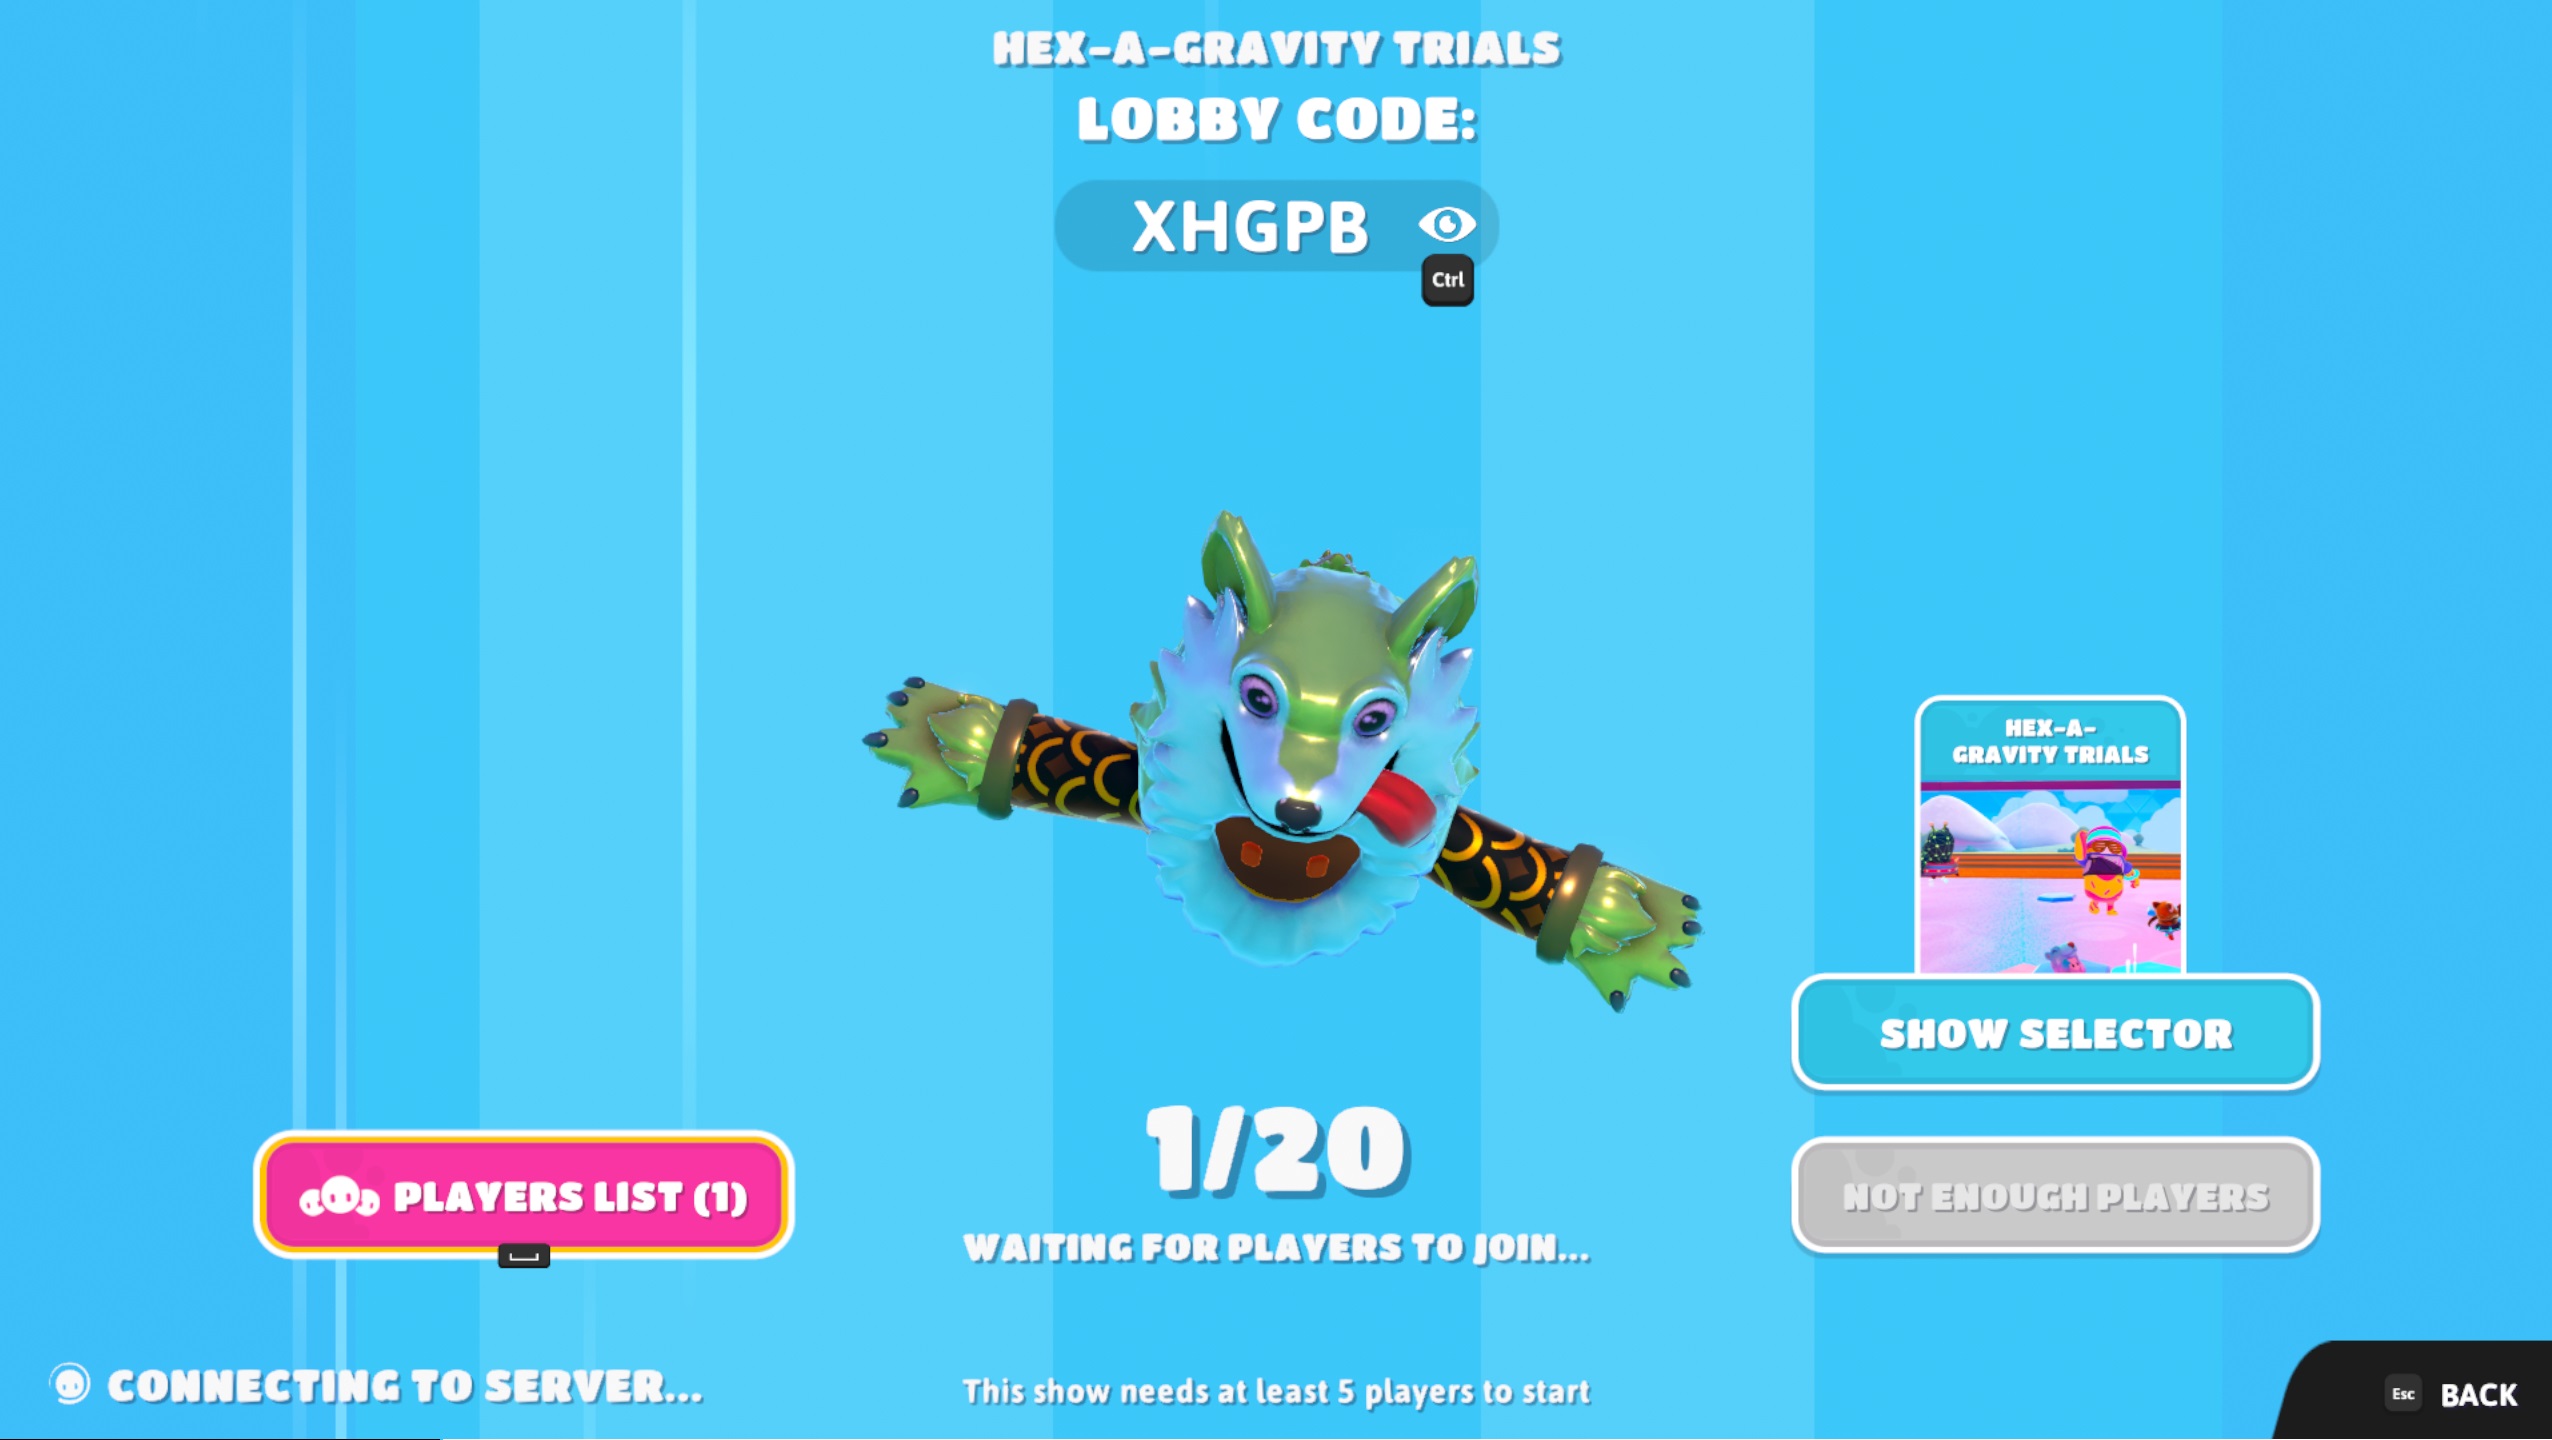 HEX-A-GRAVITY TRIALS
LOBBY CODE:
XHGPB
Ctrl
HEX-A-
GRAVITY TRIALS
SHOW SELECTOR
1/20
PLAYERS LIST (1)
NOT ENOUGH PLAYERS
WAITING FOR PLAYERS TO JOIN...
CONNECTING TO SERVER...
This show needs at least 5 players to start
Esc BACK